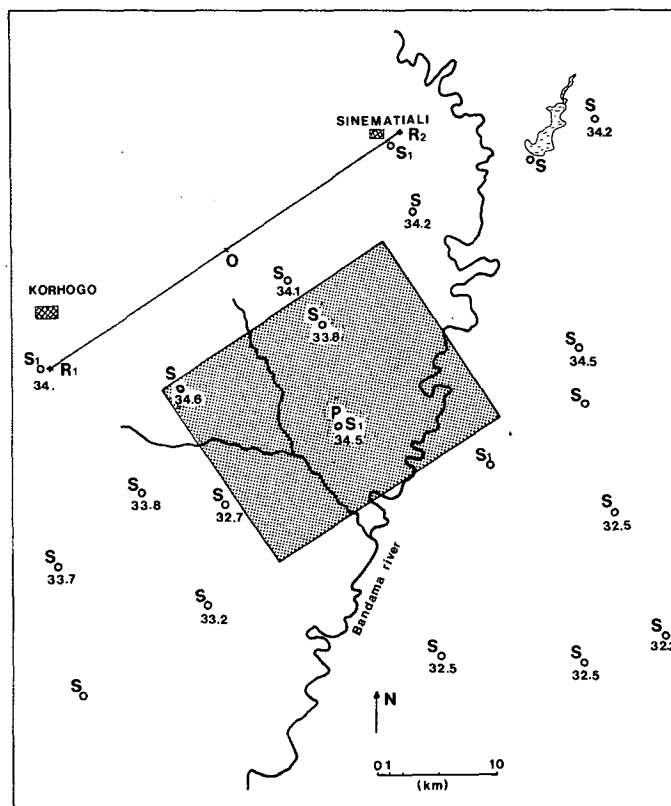 SINEMATIALI
R2
S1
S
34.2
S
S
34.2
O
S
34.1
KORHOGO
S
33.8
S
34.5
S1
34.
R1
S
34.6
S
P
S1
34.5
S1
S
33.8
S
32.7
S
32.5
S
33.7
S
33.2
Bandama river
S
32.5
S
32.5
S
32.
S
N
0 1 10
(km)